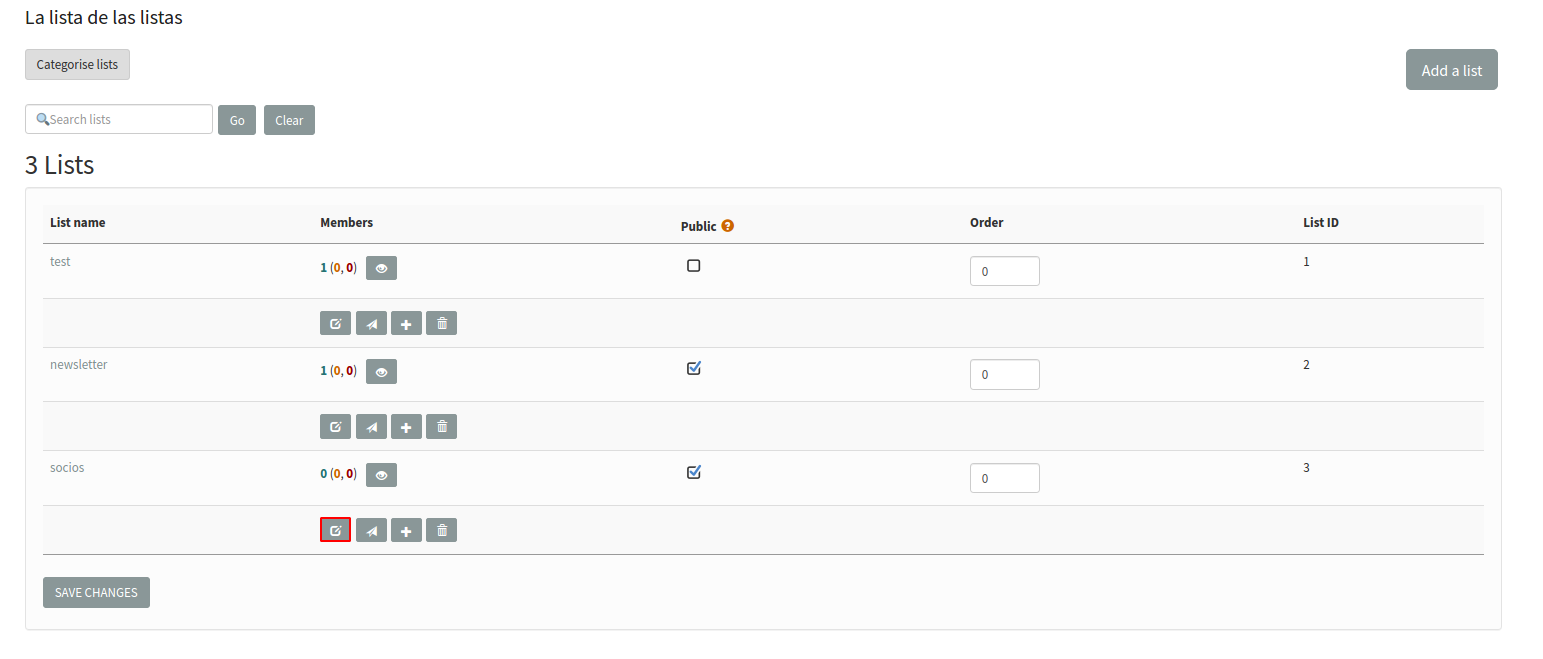 La lista de las listas
Categorise lists
Add a list
Search lists Go Clear
3 Lists
List name Members Public ? Order List ID
test 1 (0, 0) 0 1
newsletter 1 (0, 0) 0 2
socios 0 (0, 0) 0 3
SAVE CHANGES